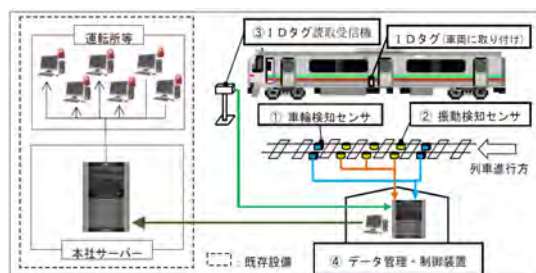 運転所等
③IDタグ読取受信機
IDタグ(車両に取り付け)
① 車輪検知センサ
② 振動検知センサ
列車進行方
本社サーバー
:既存設備
④ データ管理・制御装置